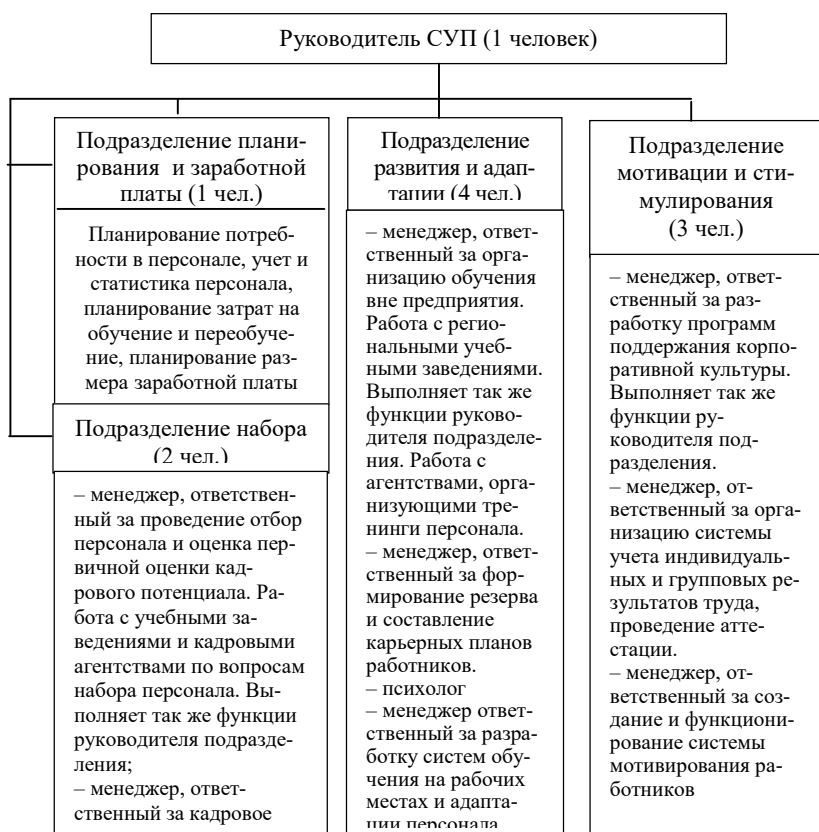 Руководитель СУП (1 человек)
Подразделение плани-
рования и заработной
платы (1 чел.)
Планирование потреб-
ности в персонале, учет и
статистика персонала,
планирование затрат на
обучение и переобуче-
ние, планирование раз-
мера заработной платы
Подразделение набора
(2 чел.)
– менеджер, ответствен-
ный за проведение отбор
персонала и оценка пер-
вичной оценки кад-
рового потенциала. Ра-
бота с учебными за-
ведениями и кадровыми
агентствами по вопросам
набора персонала. Вы-
полняет так же функции
руководителя подразде-
ления;
– менеджер, ответ-
ственный за кадровое
Подразделение
развития и адап-
тации (4 чел.)
– менеджер, ответ-
ственный за орга-
низацию обучения
вне предприятия.
Работа с регио-
нальными учеб-
ными заведениями.
Выполняет так же
функции руково-
дителя подразделе-
ния. Работа с
агентствами, орга-
низующими тре-
нинги персонала.
– менеджер, ответ-
ственный за фор-
мирование резерва
и составление
карьерных планов
работников.
– психолог
– менеджер ответ-
ственный за разра-
ботку систем обу-
чения на рабочих
местах и адапта-
ции персонала
Подразделение
мотивации и сти-
мулирования
(3 чел.)
– менеджер, ответ-
ственный за раз-
работку программ
поддержания корпо-
ративной культуры.
Выполняет так же
функции ру-
ководителя под-
разделения.
– менеджер, от-
ветственный за орга-
низацию системы
учета индивидуаль-
ных и групповых ре-
зультатов труда,
проведение атте-
стации.
– менеджер, от-
ветственный за соз-
дание и функциони-
рование системы
мотивирования ра-
ботников